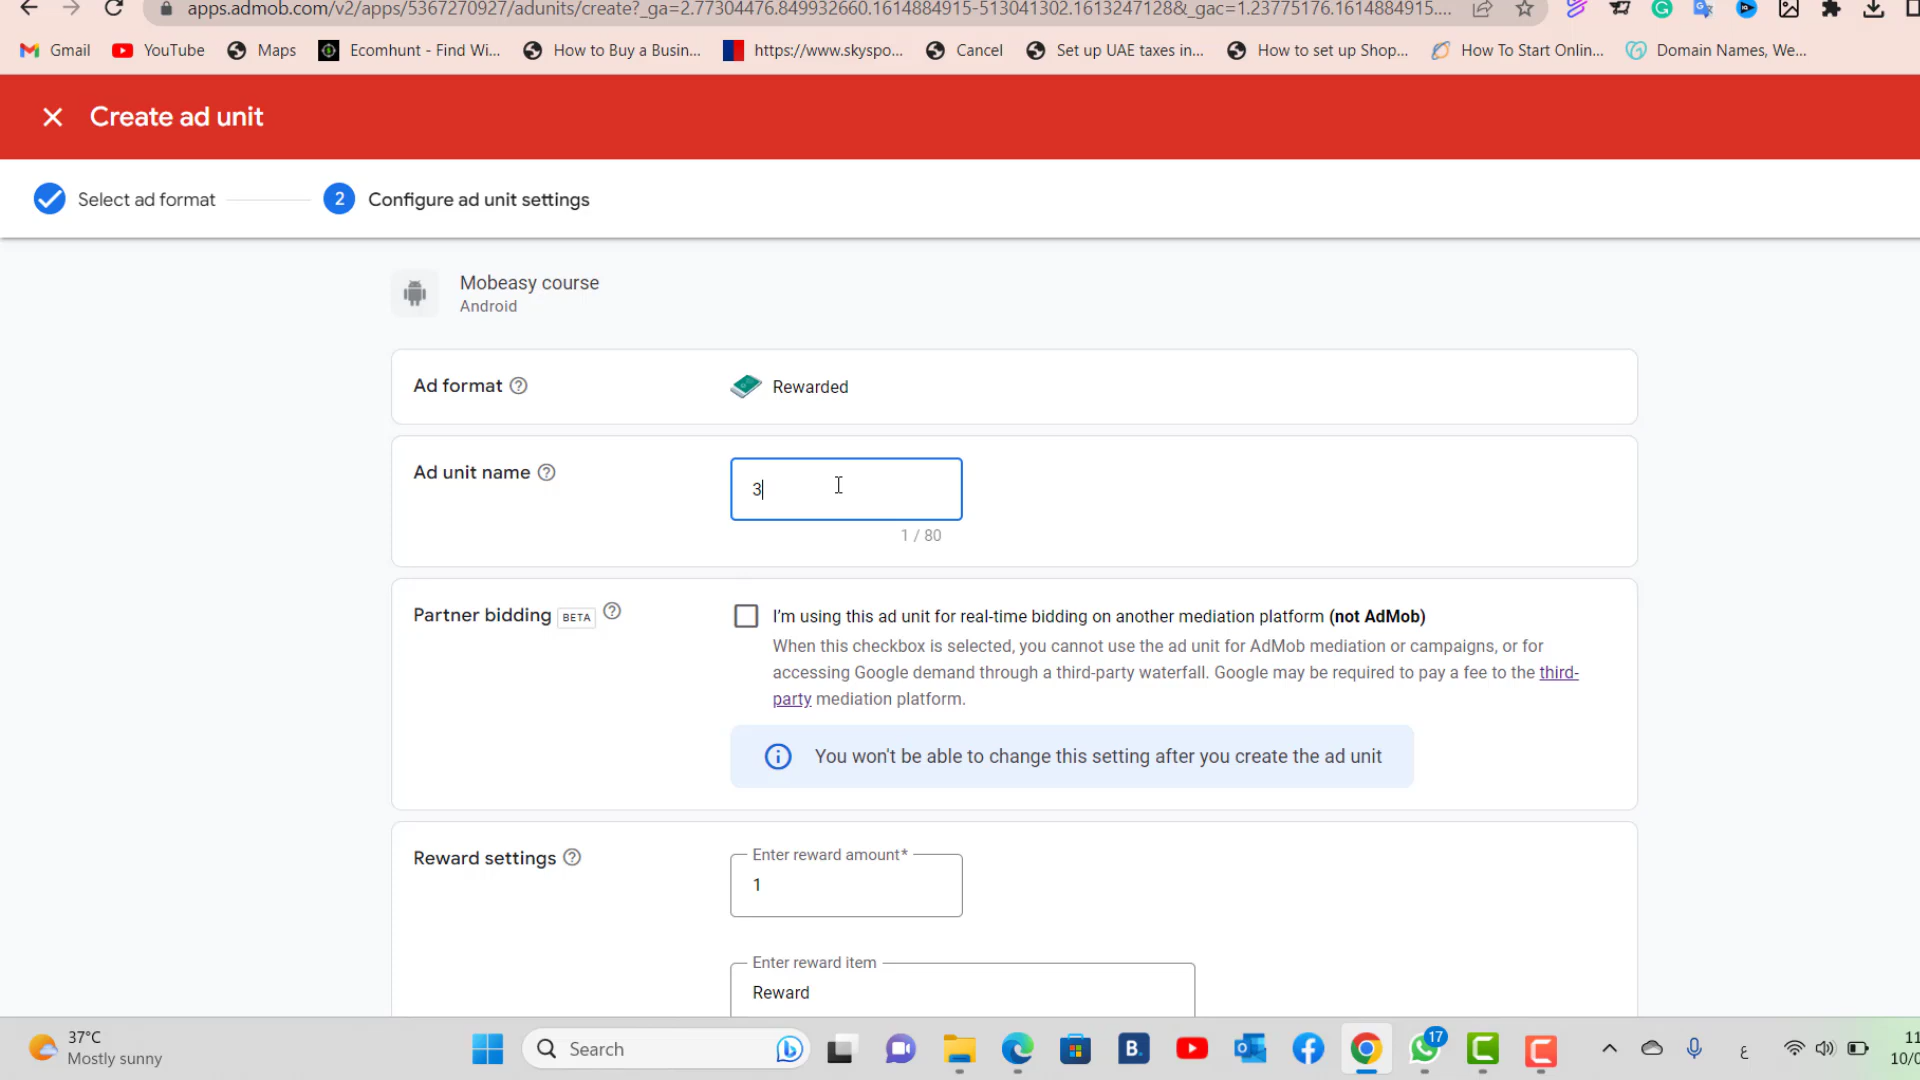 apps.admob.com/v2/apps/5367270927/adunits/create?_ga=2.77304476.849932660.1614884915-513041302.1613247128&_gac=1.23775176.1614884915....
Gmail YouTube Maps Ecomhunt - Find Wi... How to Buy a Busin... https://www.skyspo... Cancel Set up UAE taxes in... How to set up Shop... How To Start Onlin... Domain Names, We...
Create ad unit
Select ad format 2 Configure ad unit settings
Mobeasy course
Android
Ad format Rewarded
Ad unit name 3
1 / 80
Partner bidding BETA I'm using this ad unit for real-time bidding on another mediation platform (not AdMob)
When this checkbox is selected, you cannot use the ad unit for AdMob mediation or campaigns, or for
accessing Google demand through a third-party waterfall. Google may be required to pay a fee to the third-
party mediation platform.
You won't be able to change this setting after you create the ad unit
Reward settings Enter reward amount*
1
Enter reward item
Reward
37°C
Mostly sunny
Search B. 17 ع
11
10/0